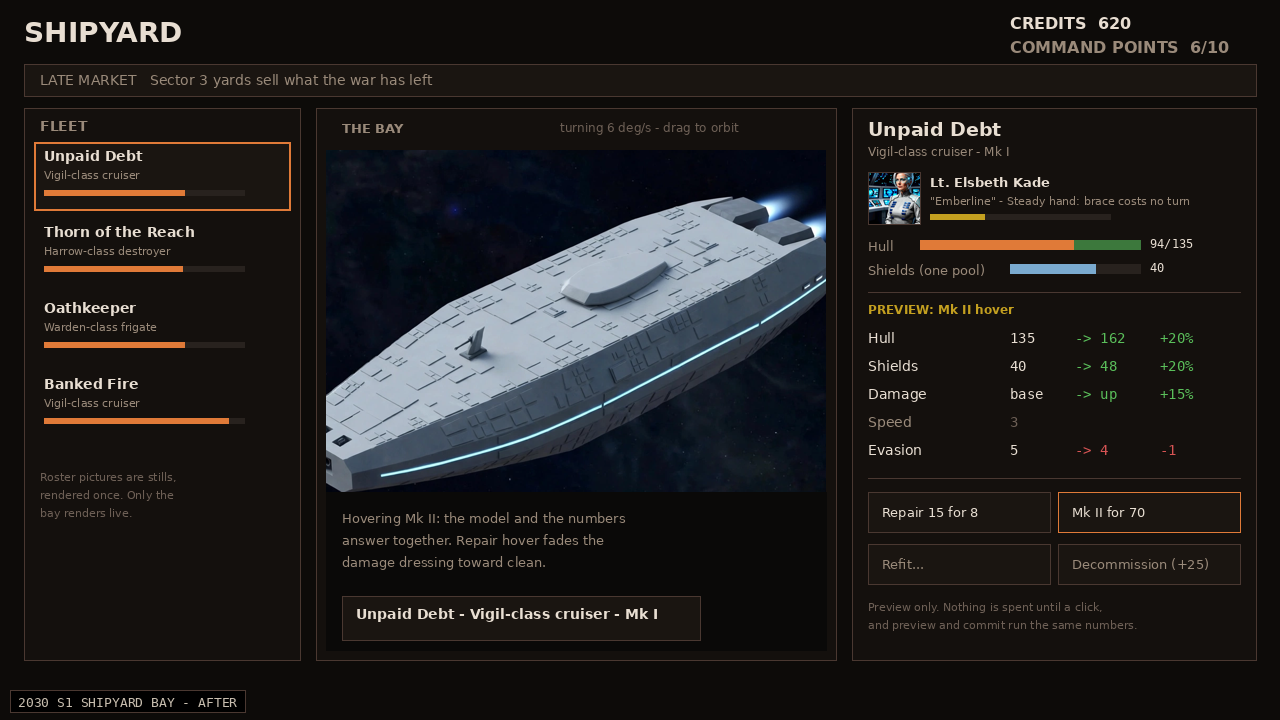 SHIPYARD
CREDITS 620
COMMAND POINTS 6/10
LATE MARKET Sector 3 yards sell what the war has left
FLEET
Unpaid Debt
Vigil-class cruiser
Thorn of the Reach
Harrow-class destroyer
Oathkeeper
Warden-class frigate
Banked Fire
Vigil-class cruiser
Roster pictures are stills,
rendered once. Only the
bay renders live.
THE BAY turning 6 deg/s - drag to orbit
Hovering Mk II: the model and the numbers
answer together. Repair hover fades the
damage dressing toward clean.
Unpaid Debt - Vigil-class cruiser - Mk I
Unpaid Debt
Vigil-class cruiser - Mk I
Lt. Elsbeth Kade
"Emberline" - Steady hand: brace costs no turn
Hull 94/135
Shields (one pool) 40
PREVIEW: Mk II hover
Hull 135 -> 162 +20%
Shields 40 -> 48 +20%
Damage base -> up +15%
Speed 3
Evasion 5 -> 4 -1
Repair 15 for 8
Mk II for 70
Refit...
Decommission (+25)
Preview only. Nothing is spent until a click,
and preview and commit run the same numbers.
2030 S1 SHIPYARD BAY - AFTER